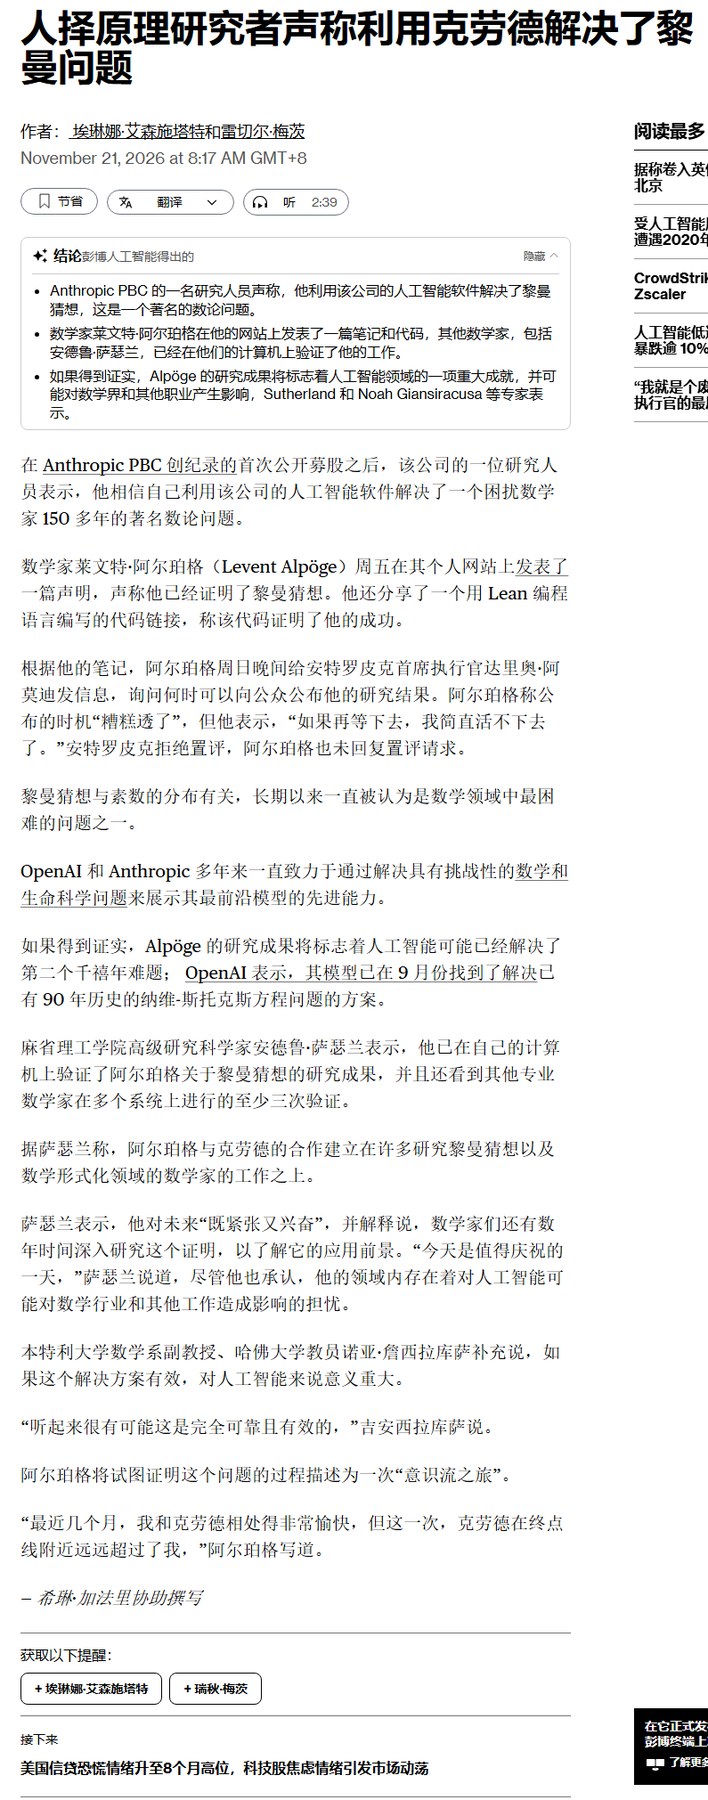 人择原理研究者声称利用克劳德解决了黎
曼问题
作者： 埃琳娜·艾森施塔特和雷切尔·梅茨
November 21, 2026 at 8:17 AM GMT+8
节省
翻译
听 2:39
结论彭博人工智能得出的
隐藏
• Anthropic PBC 的一名研究人员声称，他利用该公司的人工智能软件解决了黎曼
猜想，这是一个著名的数论问题。
• 数学家莱文特·阿尔珀格在他的网站上发表了一篇笔记和代码，其他数学家，包括
安德鲁·萨瑟兰，已经在他们的计算机上验证了他的工作。
• 如果得到证实，Alpöge 的研究成果将标志着人工智能领域的一项重大成就，并可
能对数学界和其他职业产生影响，Sutherland 和 Noah Giansiracusa 等专家表
示。
在 Anthropic PBC 创纪录的首次公开募股之后，该公司的一位研究人
员表示，他相信自己利用该公司的人工智能软件解决了一个困扰数学
家 150 多年的著名数论问题。
数学家莱文特·阿尔珀格（Levent Alpöge）周五在其个人网站上发表了
一篇声明，声称他已经证明了黎曼猜想。他还分享了一个用 Lean 编程
语言编写的代码链接，称该代码证明了他的成功。
根据他的笔记，阿尔珀格周日晚间给安特罗皮克首席执行官达里奥·阿
莫迪发信息，询问何时可以向公众公布他的研究结果。阿尔珀格称公
布的时机“糟糕透了”，但他表示，“如果再等下去，我简直活不下去
了。”安特罗皮克拒绝置评，阿尔珀格也未回复置评请求。
黎曼猜想与素数的分布有关，长期以来一直被认为是数学领域中最困
难的问题之一。
OpenAI 和 Anthropic 多年来一直致力于通过解决具有挑战性的数学和
生命科学问题来展示其最前沿模型的先进能力。
如果得到证实，Alpöge 的研究成果将标志着人工智能可能已经解决了
第二个千禧年难题； OpenAI 表示，其模型已在 9 月份找到了解决已
有 90 年历史的纳维-斯托克斯方程问题的方案。
麻省理工学院高级研究科学家安德鲁·萨瑟兰表示，他已在自己的计算
机上验证了阿尔珀格关于黎曼猜想的研究成果，并且还看到其他专业
数学家在多个系统上进行的至少三次验证。
据萨瑟兰称，阿尔珀格与克劳德的合作建立在许多研究黎曼猜想以及
数学形式化领域的数学家的工作之上。
萨瑟兰表示，他对未来“既紧张又兴奋”，并解释说，数学家们还有数
年时间深入研究这个证明，以了解它的应用前景。“今天是值得庆祝的
一天，”萨瑟兰说道，尽管他也承认，他的领域内存在着对人工智能可
能对数学行业和其他工作造成影响的担忧。
本特利大学数学系副教授、哈佛大学教员诺亚·詹西拉库萨补充说，如
果这个解决方案有效，对人工智能来说意义重大。
“听起来很有可能这是完全可靠且有效的，”吉安西拉库萨说。
阿尔珀格将试图证明这个问题的过程描述为一次“意识流之旅”。
“最近几个月，我和克劳德相处得非常愉快，但这一次，克劳德在终点
线附近远远超过了我，”阿尔珀格写道。
– 希琳·加法里协助撰写
获取以下提醒：
+ 埃琳娜·艾森施塔特
+ 瑞秋·梅茨
接下来
美国信贷恐慌情绪升至8个月高位，科技股焦虑情绪引发市场动荡
阅读最多
据称卷入英
北京
受人工智能
遭遇2020年
CrowdStrik
Zscaler
人工智能低
暴跌逾 10%
“我就是个
执行官的最
在它正式发
彭博终端上
了解更多